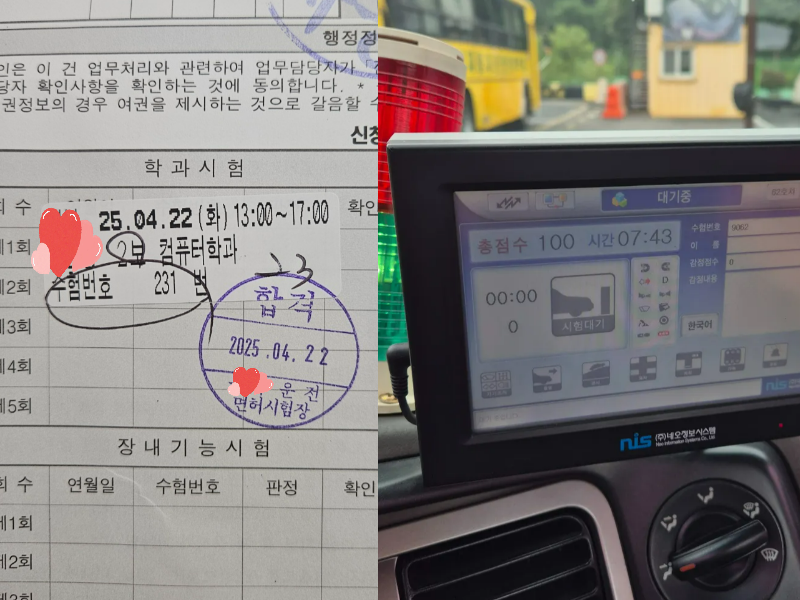 행정정
인은 이 건 업무처리와 관련하여 업무담당자가
당자 확인사항을 확인하는 것에 동의합니다. *
권정보의 경우 여권을 제시하는 것으로 갈음할 수
신청
학과시험
회 수
확인
25.04.22 (화) 13:00~17:00
제1회
2보 컴퓨터학과
제2회
수험번호 231 번
23
합격
제3회
2025.04.22
제4회
운전
면허시험장
제5회
장내기능시험
회 수 연월일 수험번호 판정 확인
제1회
제2회
대기중
총점수 100 시간 07:43
수험번호 9002
이 름
감점점수 0
감점내용
00:00
0
시험대기
한국어
nis (주)네오정보시스템
Neo Information Systems Co., Ltd